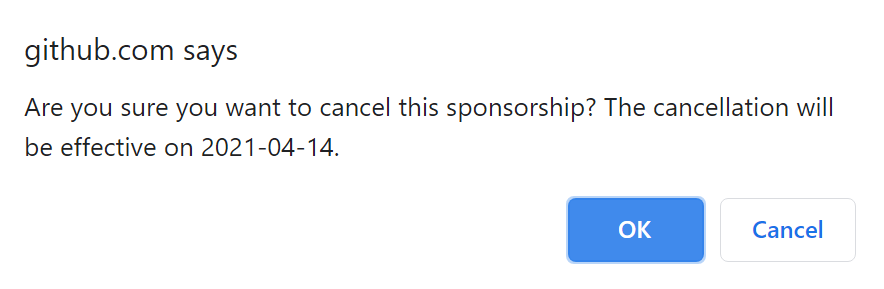 github.com says
Are you sure you want to cancel this sponsorship? The cancellation will
be effective on 2021-04-14.
OK
Cancel